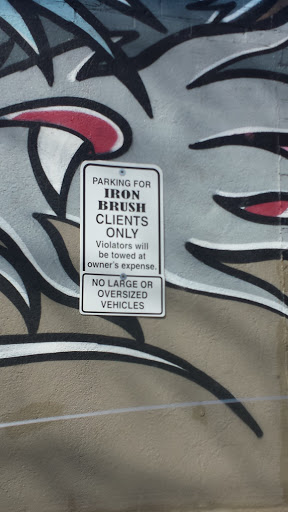 PARKING FOR
IRON
BRUSH
CLIENTS
ONLY
Violators will
be towed at
owner's expense.
NO LARGE OR
OVERSIZED
VEHICLES